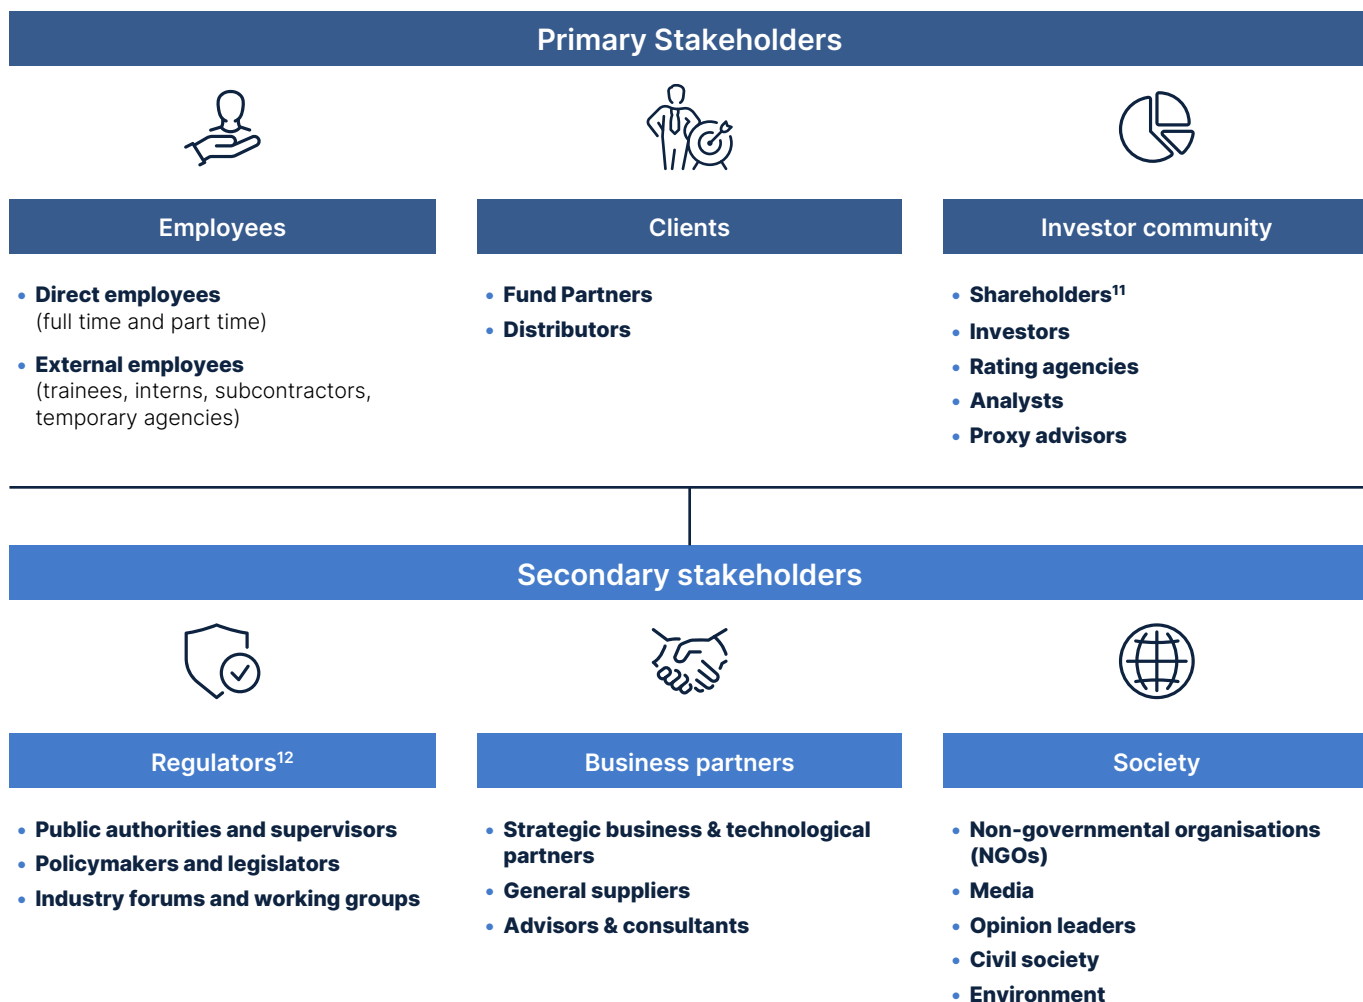 Primary Stakeholders
Employees
• Direct employees
(full time and part time)
• External employees
(trainees, interns, subcontractors,
temporary agencies)
Clients
• Fund Partners
• Distributors
Investor community
• Shareholders¹¹
• Investors
• Rating agencies
• Analysts
• Proxy advisors
Secondary stakeholders
Regulators¹²
• Public authorities and supervisors
• Policymakers and legislators
• Industry forums and working groups
Business partners
• Strategic business & technological
partners
• General suppliers
• Advisors & consultants
Society
• Non-governmental organisations
(NGOs)
• Media
• Opinion leaders
• Civil society
• Environment